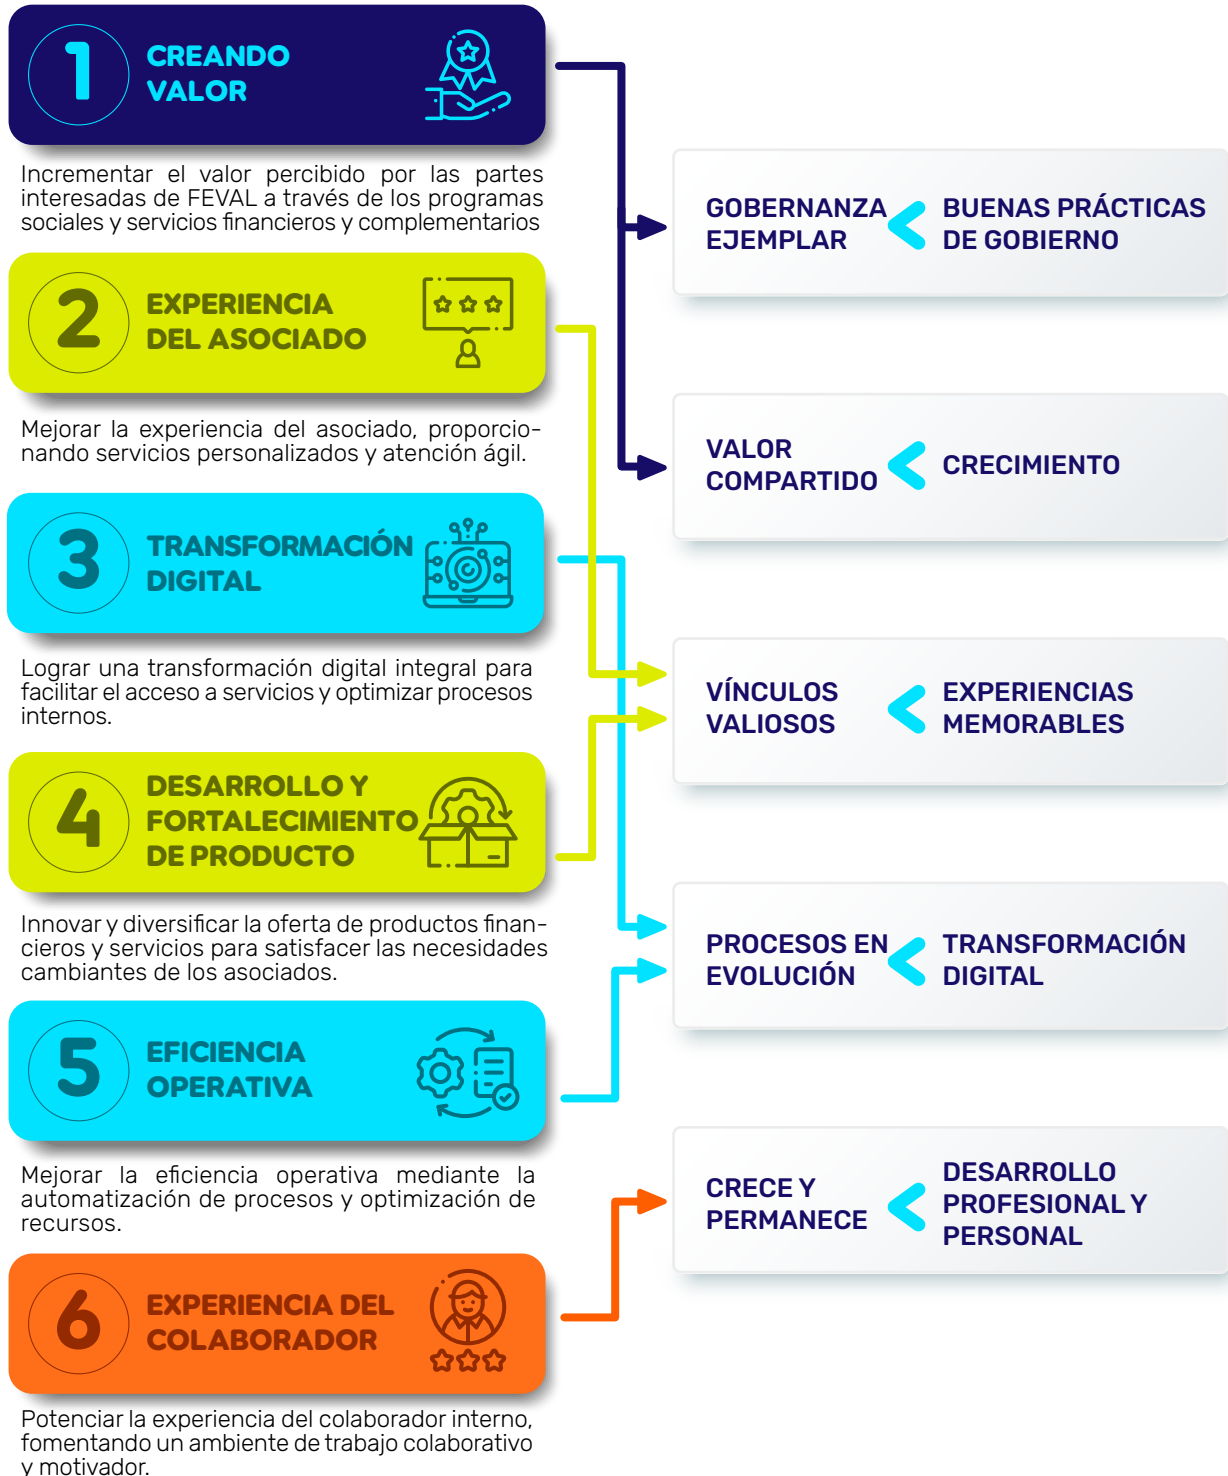 1
CREANDO
VALOR
Incrementar el valor percibido por las partes
interesadas de FEVAL a través de los programas
sociales y servicios financieros y complementarios
2
EXPERIENCIA
DEL ASOCIADO
Mejorar la experiencia del asociado, proporcio-
nando servicios personalizados y atención ágil.
3
TRANSFORMACIÓN
DIGITAL
Lograr una transformación digital integral para
facilitar el acceso a servicios y optimizar procesos
internos.
4
DESARROLLO Y
FORTALECIMIENTO
DE PRODUCTO
Innovar y diversificar la oferta de productos finan-
cieros y servicios para satisfacer las necesidades
cambiantes de los asociados.
5
EFICIENCIA
OPERATIVA
Mejorar la eficiencia operativa mediante la
automatización de procesos y optimización de
recursos.
6
EXPERIENCIA DEL
COLABORADOR
Potenciar la experiencia del colaborador interno,
fomentando un ambiente de trabajo colaborativo
y motivador.
GOBERNANZA
EJEMPLAR
BUENAS PRÁCTICAS
DE GOBIERNO
VALOR
COMPARTIDO
CRECIMIENTO
VÍNCULOS
VALIOSOS
EXPERIENCIAS
MEMORABLES
PROCESOS EN
EVOLUCIÓN
TRANSFORMACIÓN
DIGITAL
CRECE Y
PERMANECE
DESARROLLO
PROFESIONAL Y
PERSONAL